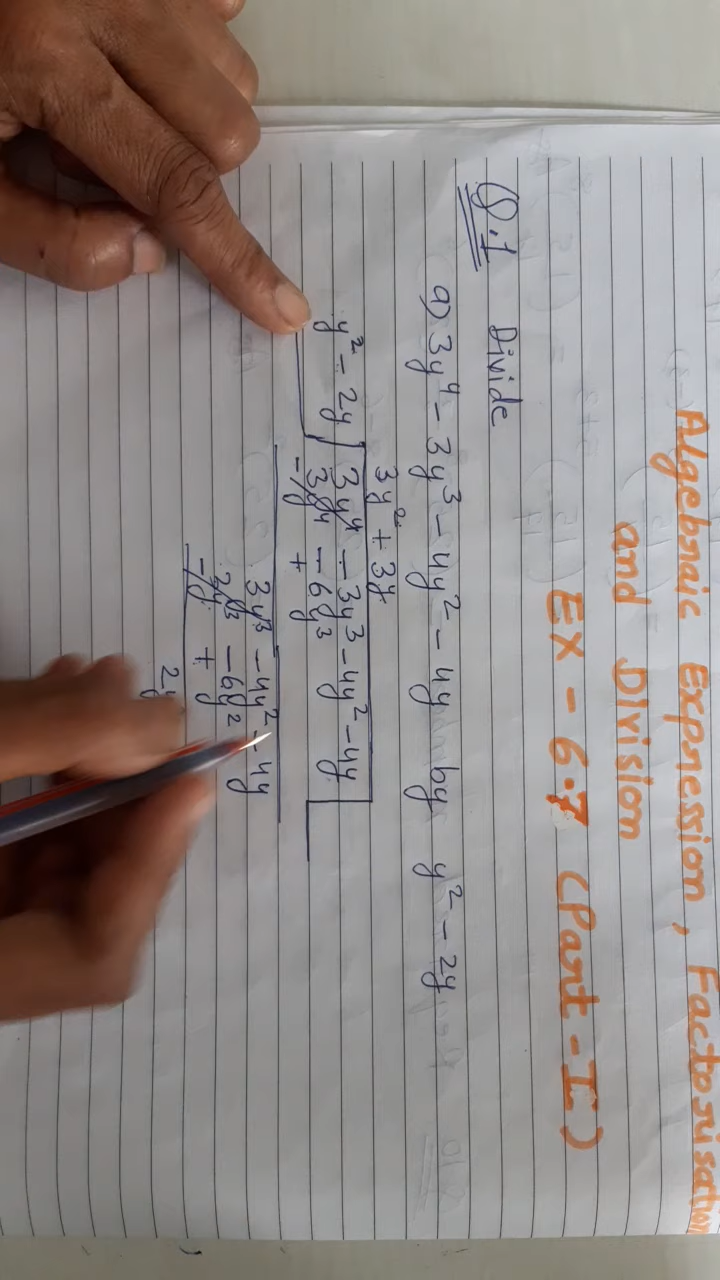 Algebraic Expression, Factorisation
and Division
EX - 6.7 (Part - I)
Q.1 Divide
a) 3y⁴ - 3y³ - 4y² - 4y by y² - 2y
3y² + 3y
y² - 2y 3y⁴ - 3y³ - 4y² - 4y
3y⁴ - 6y³
- +
3y³ - 4y² - 4y
3y³ - 6y²
- +
2y